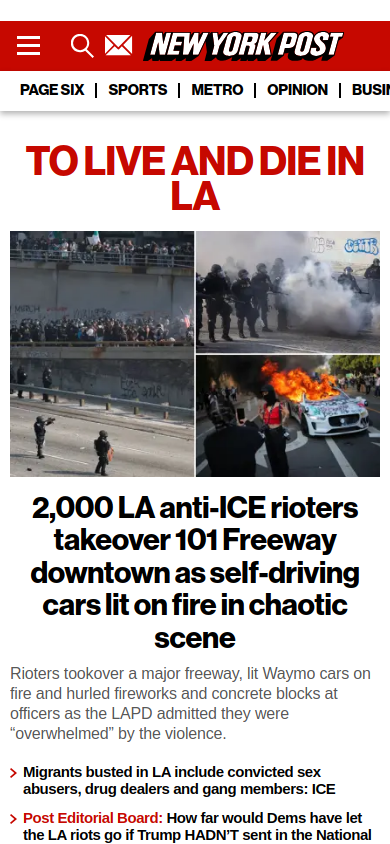 NEW YORK POST
PAGE SIX | SPORTS | METRO | OPINION | BUSIN
TO LIVE AND DIE IN
LA
2,000 LA anti-ICE rioters
takeover 101 Freeway
downtown as self-driving
cars lit on fire in chaotic
scene
Rioters tookover a major freeway, lit Waymo cars on
fire and hurled fireworks and concrete blocks at
officers as the LAPD admitted they were
“overwhelmed” by the violence.
Migrants busted in LA include convicted sex
abusers, drug dealers and gang members: ICE
Post Editorial Board: How far would Dems have let
the LA riots go if Trump HADN’T sent in the National